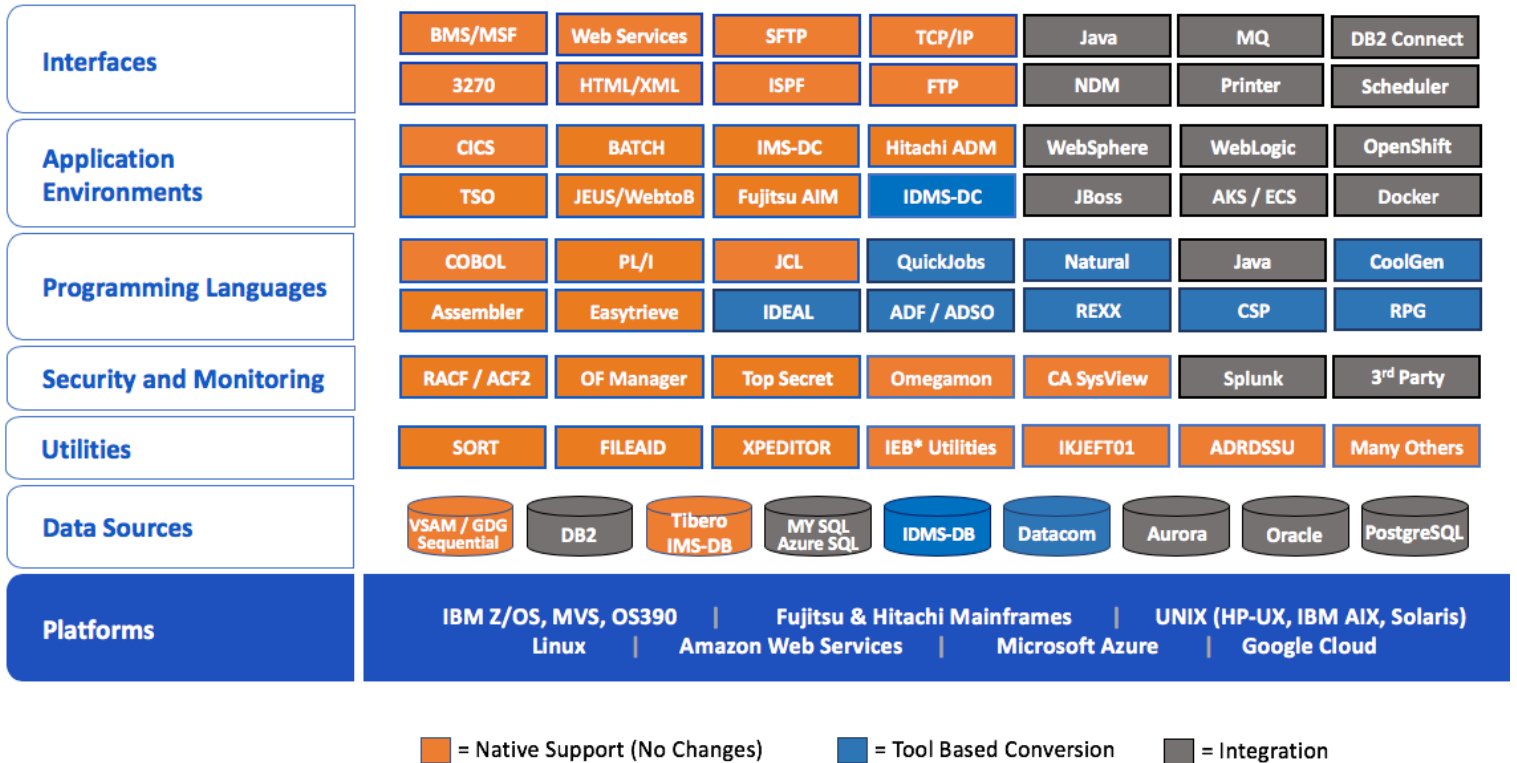 Interfaces
BMS/MSF
Web Services
SFTP
TCP/IP
Java
MQ
DB2 Connect
3270
HTML/XML
ISPF
FTP
NDM
Printer
Scheduler
Application
Environments
CICS
BATCH
IMS-DC
Hitachi ADM
WebSphere
WebLogic
OpenShift
TSO
JEUS/WebtoB
Fujitsu AIM
IDMS-DC
JBoss
AKS / ECS
Docker
Programming Languages
COBOL
PL/I
JCL
QuickJobs
Natural
Java
CoolGen
Assembler
Easytrieve
IDEAL
ADF / ADSO
REXX
CSP
RPG
Security and Monitoring
RACF / ACF2
OF Manager
Top Secret
Omegamon
CA SysView
Splunk
3rd Party
Utilities
SORT
FILEAID
XPEDITOR
IEB* Utilities
IKJEFT01
ADRDSSU
Many Others
Data Sources
VSAM / GDG
Sequential
DB2
Tibero
IMS-DB
MY SQL
Azure SQL
IDMS-DB
Datacom
Aurora
Oracle
PostgreSQL
Platforms
IBM Z/OS, MVS, OS390 | Fujitsu & Hitachi Mainframes | UNIX (HP-UX, IBM AIX, Solaris)
Linux | Amazon Web Services | Microsoft Azure | Google Cloud
= Native Support (No Changes)
= Tool Based Conversion
= Integration